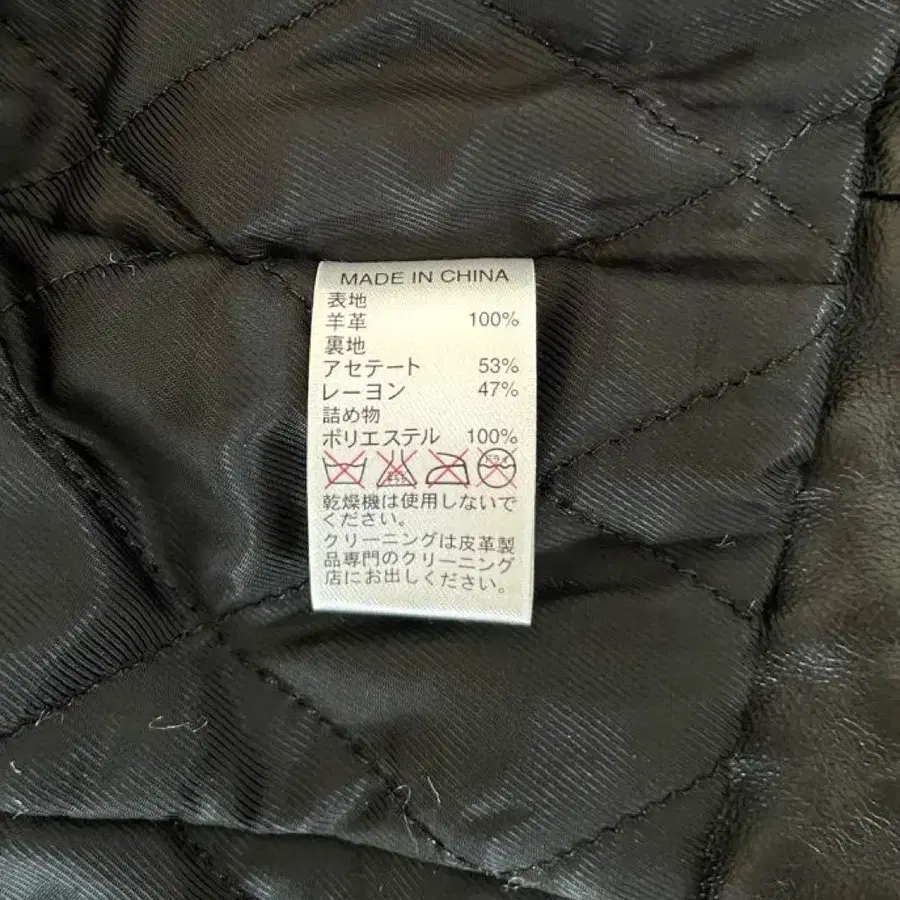 MADE IN CHINA
表地
羊革 100%
裏地
アセテート 53%
レーヨン 47%
詰め物
ポリエステル 100%
ドライ
乾燥機は使用しないで
ください。
クリーニングは皮革製
品専門のクリーニング
店にお出しください。